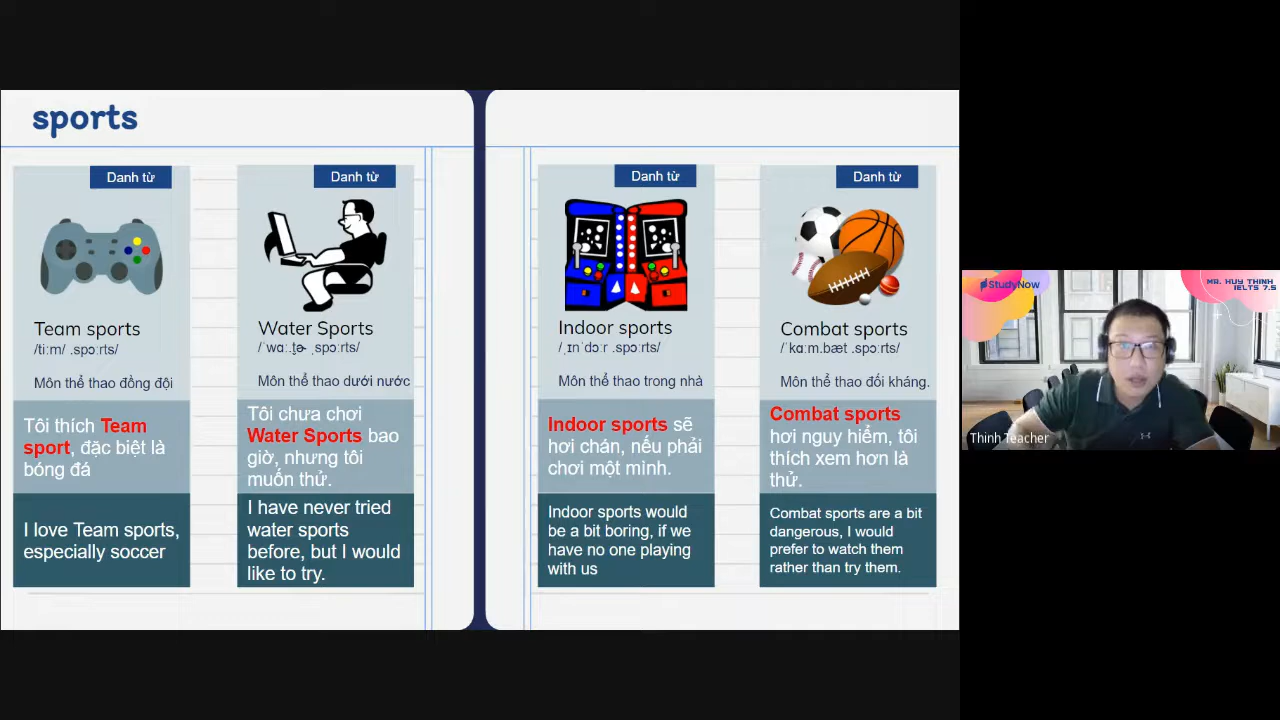 sports
Danh từ
Team sports
/tiːm/ .spɔːrts/
Môn thể thao đồng đội
Tôi thích Team
sport, đặc biệt là
bóng đá
I love Team sports,
especially soccer
Danh từ
Water Sports
/ˈwɑː.t̬ɚ ˌspɔːrts/
Môn thể thao dưới nước
Tôi chưa chơi
Water Sports bao
giờ, nhưng tôi
muốn thử.
I have never tried
water sports
before, but I would
like to try.
Danh từ
Indoor sports
/ˌɪnˈdɔːr .spɔːrts/
Môn thể thao trong nhà
Indoor sports sẽ
hơi chán, nếu phải
chơi một mình.
Indoor sports would
be a bit boring, if we
have no one playing
with us
Danh từ
Combat sports
/ˈkɑːm.bæt .spɔːrts/
Môn thể thao đối kháng.
Combat sports
hơi nguy hiểm, tôi
thích xem hơn là
thử.
Combat sports are a bit
dangerous, I would
prefer to watch them
rather than try them.
StudyNow
MR. HUY THINH
IELTS 7.5
Thinh Teacher